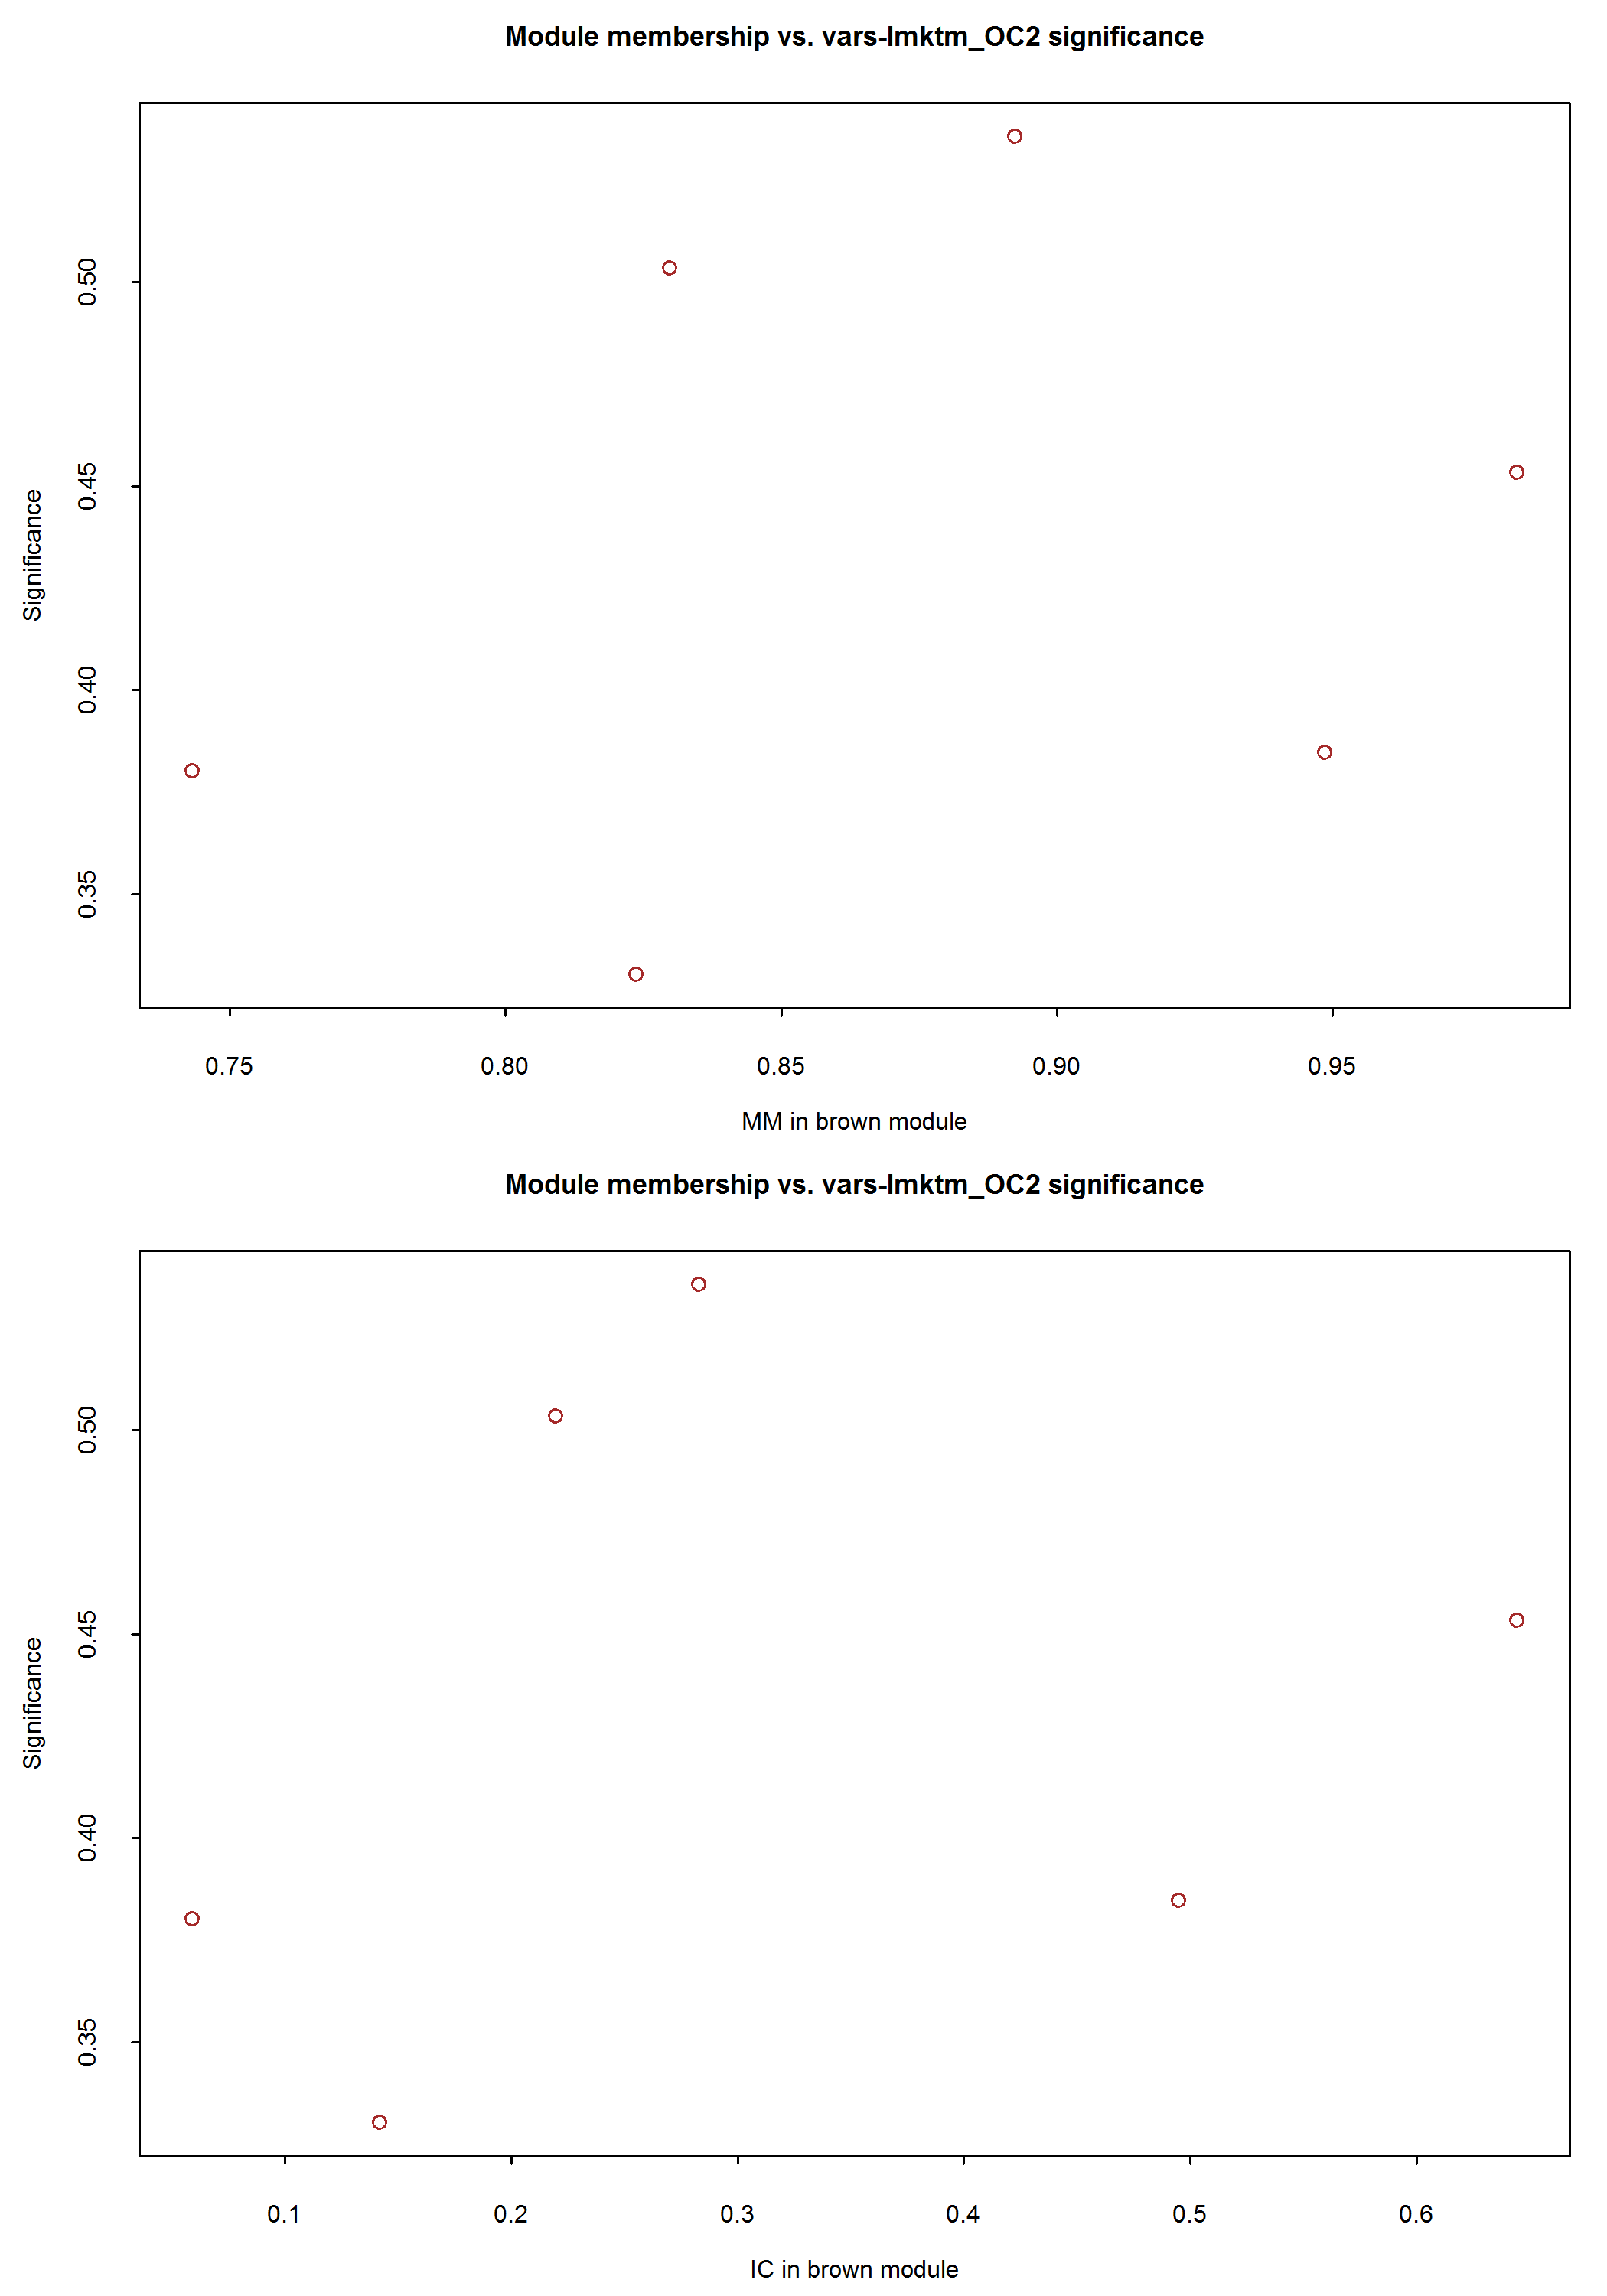 Module membership vs. vars-lmktm_OC2 significance
Significance
0.50
0.45
0.40
0.35
0.75 0.80 0.85 0.90 0.95
MM in brown module
Module membership vs. vars-lmktm_OC2 significance
Significance
0.50
0.45
0.40
0.35
0.1 0.2 0.3 0.4 0.5 0.6
IC in brown module